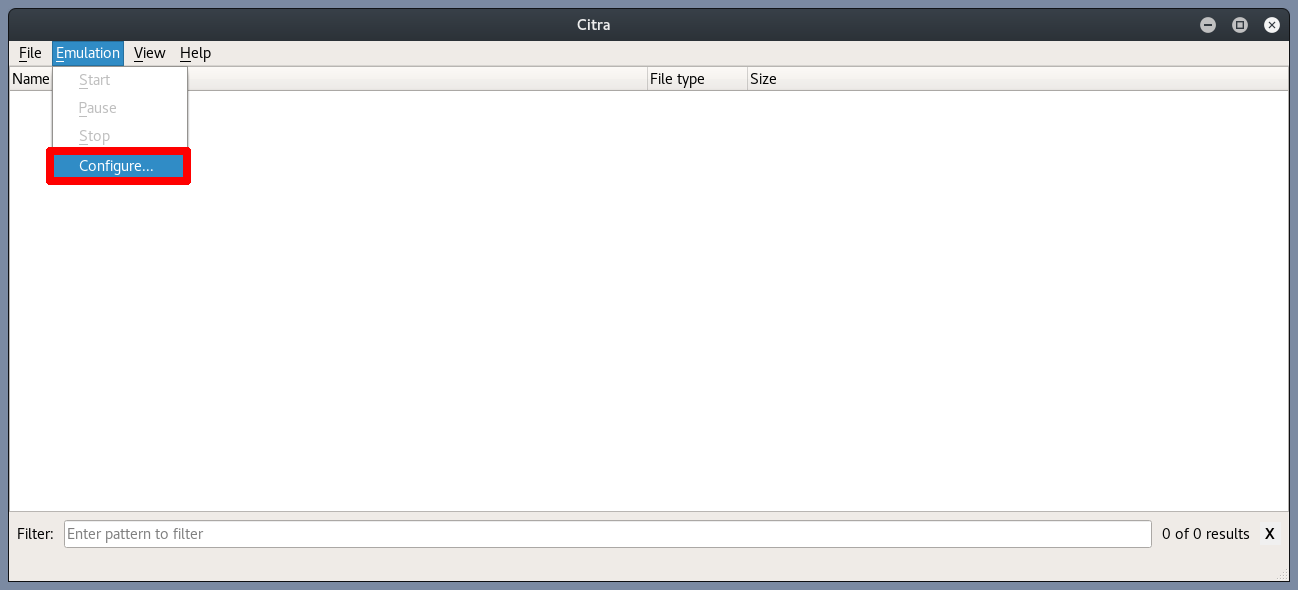 Citra
File Emulation View Help
Name File type Size
Start
Pause
Stop
Configure...
Filter: Enter pattern to filter 0 of 0 results X